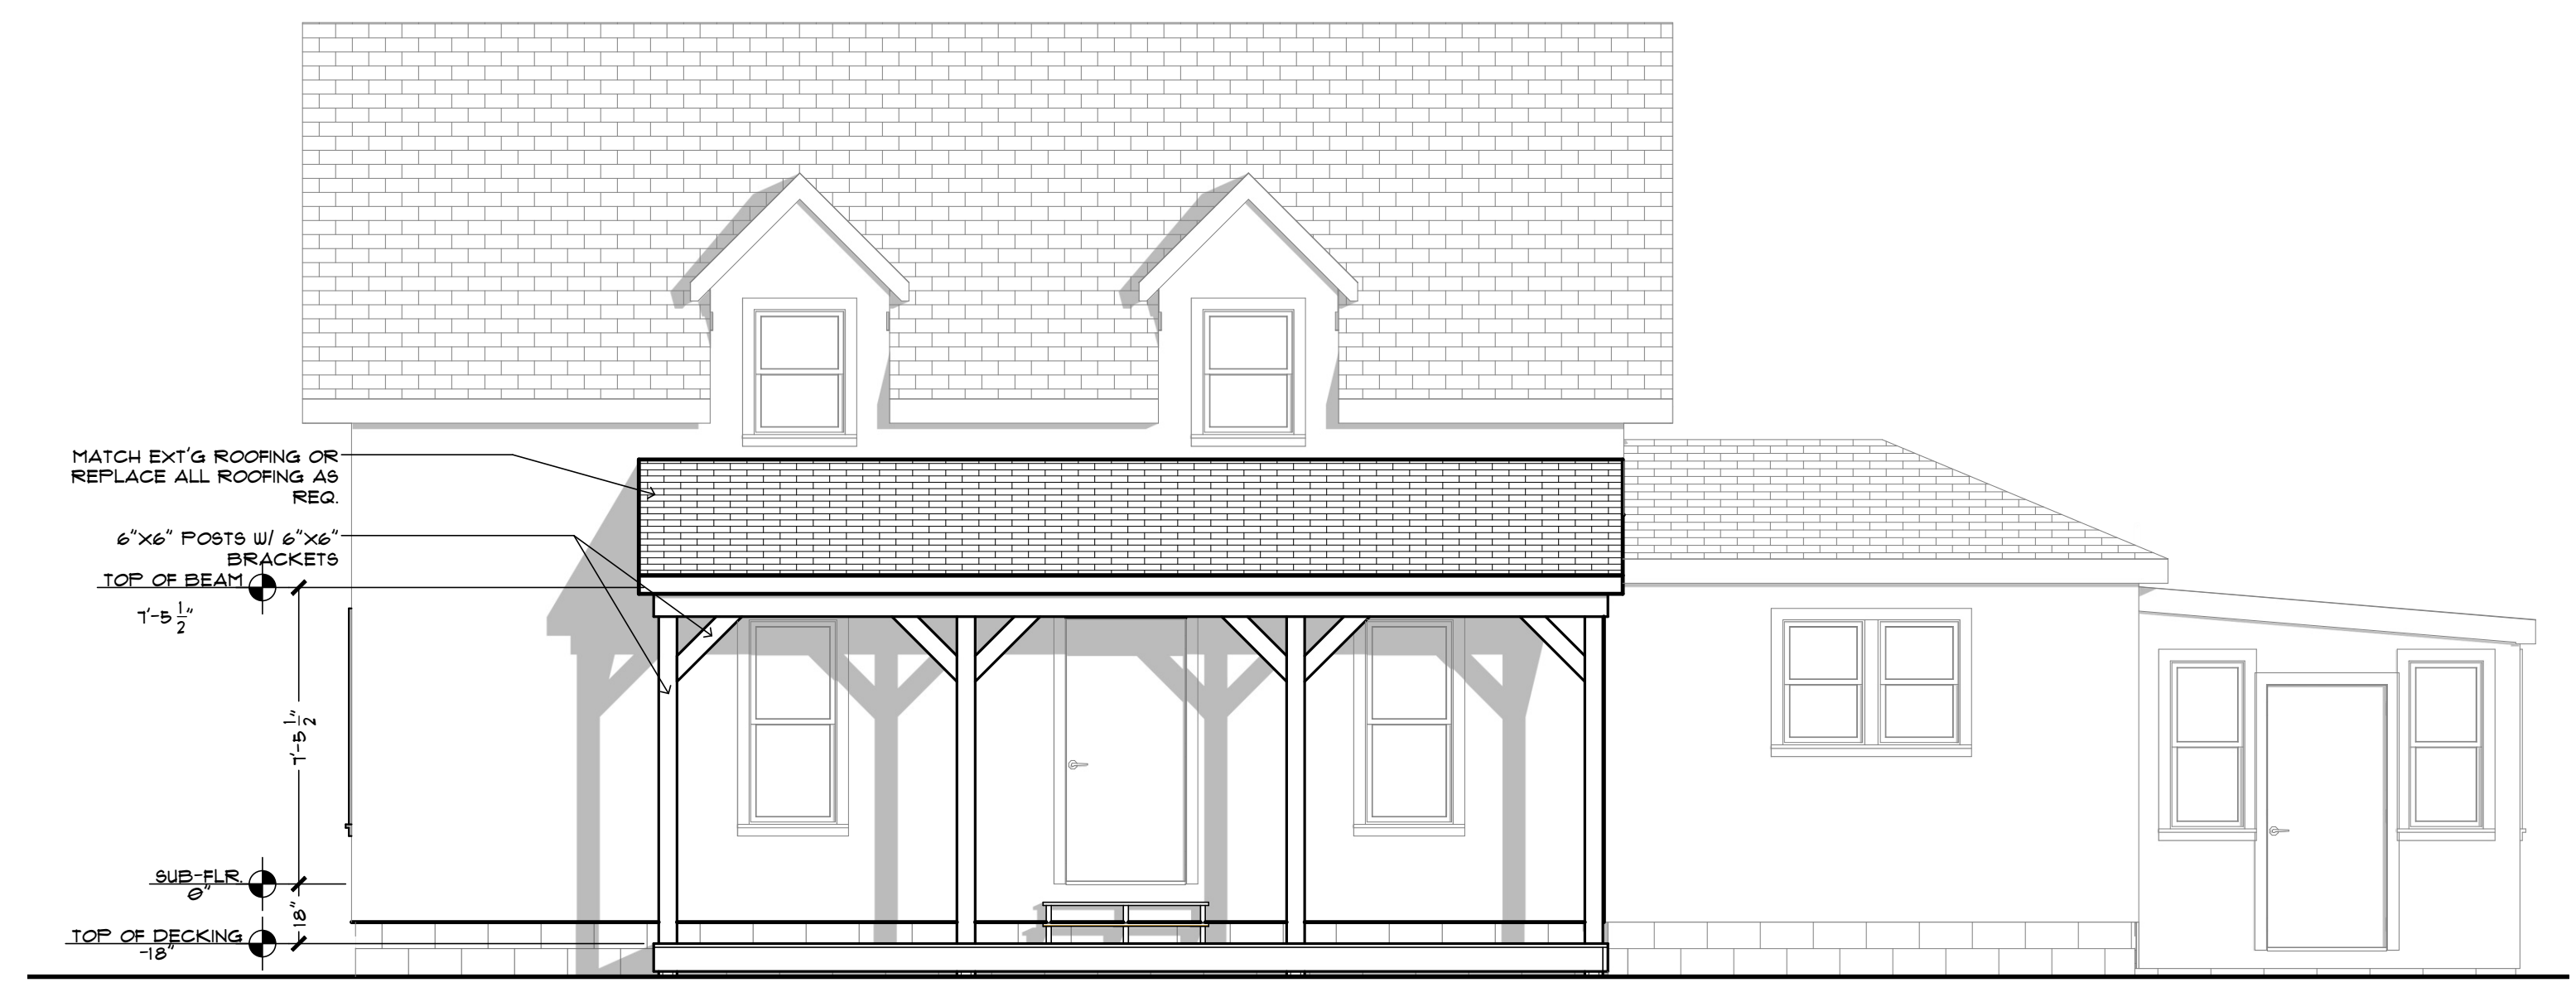 MATCH EXT'G ROOFING OR
REPLACE ALL ROOFING AS
REQ.
6"X6" POSTS W/ 6"X6"
BRACKETS
TOP OF BEAM
7'-5 1/2"
7'-5 1/2"
SUB-FLR.
0"
18"
TOP OF DECKING
-18"